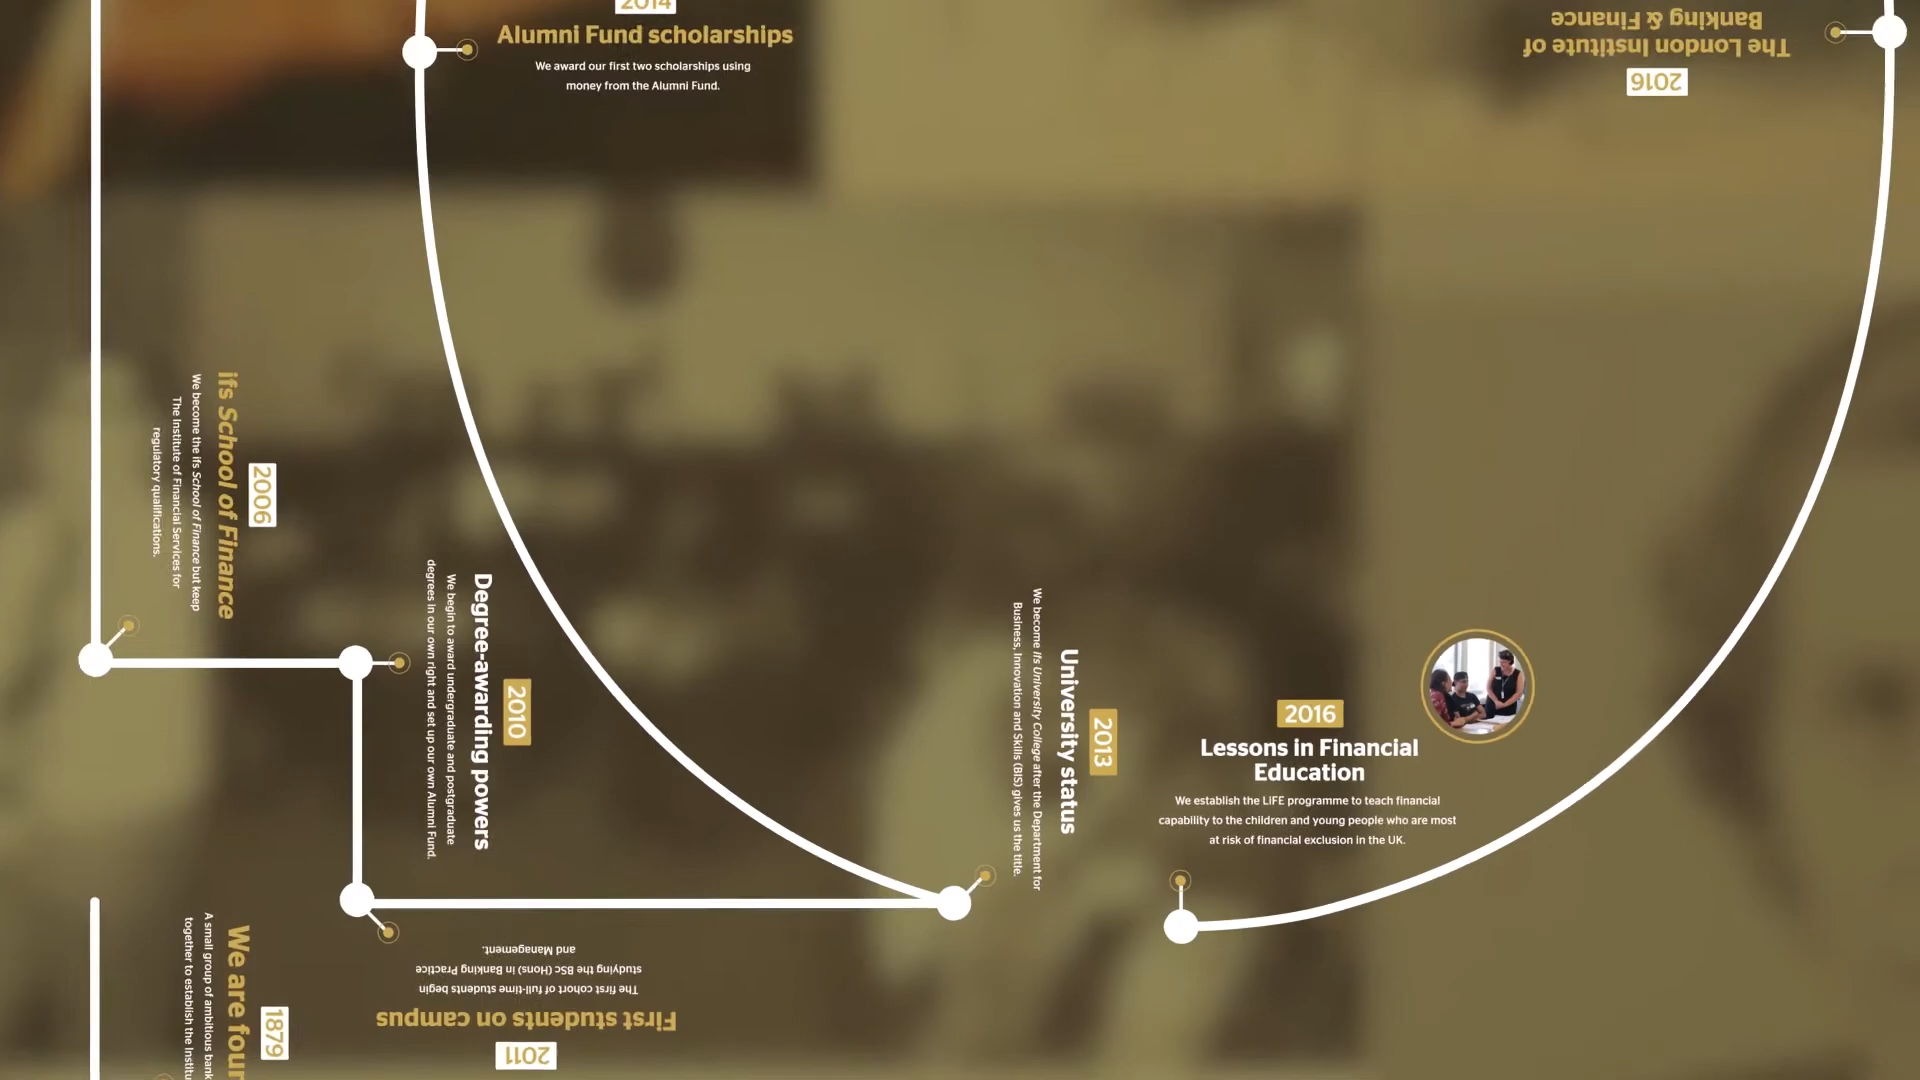 2014
Alumni Fund scholarships
We award our first two scholarships using
money from the Alumni Fund.
2016
The London Institute of
Banking & Finance
2006
ifs School of Finance
We become the ifs School of Finance but keep
The Institute of Financial Services for
regulatory qualifications.
2010
Degree-awarding powers
We begin to award undergraduate and postgraduate
degrees in our own right and set up our own Alumni Fund.
2013
University status
We become ifs University College after the Department for
Business, Innovation and Skills (BIS) gives us the title.
2016
Lessons in Financial
Education
We establish the LiFE programme to teach financial
capability to the children and young people who are most
at risk of financial exclusion in the UK.
2011
First students on campus
The first cohort of full-time students begin
studying the BSc (Hons) in Banking Practice
and Management.
1879
We are four
A small group of ambitious bank
together to establish the Institu